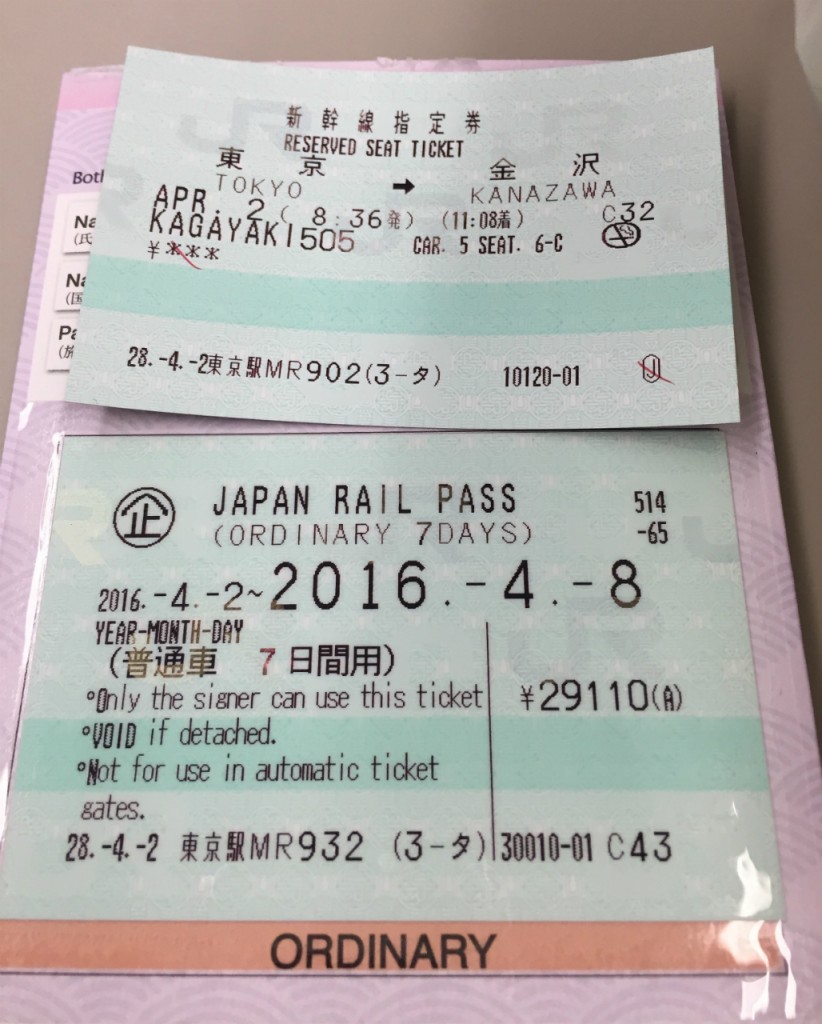 新幹線指定券
RESERVED SEAT TICKET
東京 → 金沢
TOKYO KANAZAWA
APR. 2 ( 8:36発) (11:08着) C32
KAGAYAKI505 CAR. 5 SEAT. 6-C
¥***
28.-4.-2東京駅MR902(3-タ) 10120-01
Both
Na
(氏
Na
(国
Pa
(旅
企 JAPAN RAIL PASS 514
(ORDINARY 7DAYS) -65
2016.-4.-2~2016.-4.-8
YEAR-MONTH-DAY
(普通車 7日間用)
°Only the signer can use this ticket ¥29110(A)
°VOID if detached.
°Not for use in automatic ticket
gates.
28.-4.-2 東京駅MR932 (3-タ) 30010-01 C43
ORDINARY